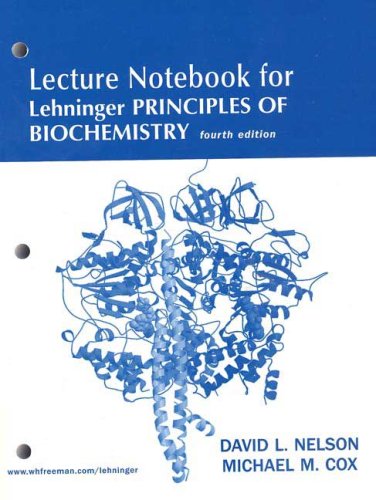 Lecture Notebook for
Lehninger PRINCIPLES OF
BIOCHEMISTRY fourth edition
DAVID L. NELSON
MICHAEL M. COX
www.whfreeman.com/lehninger